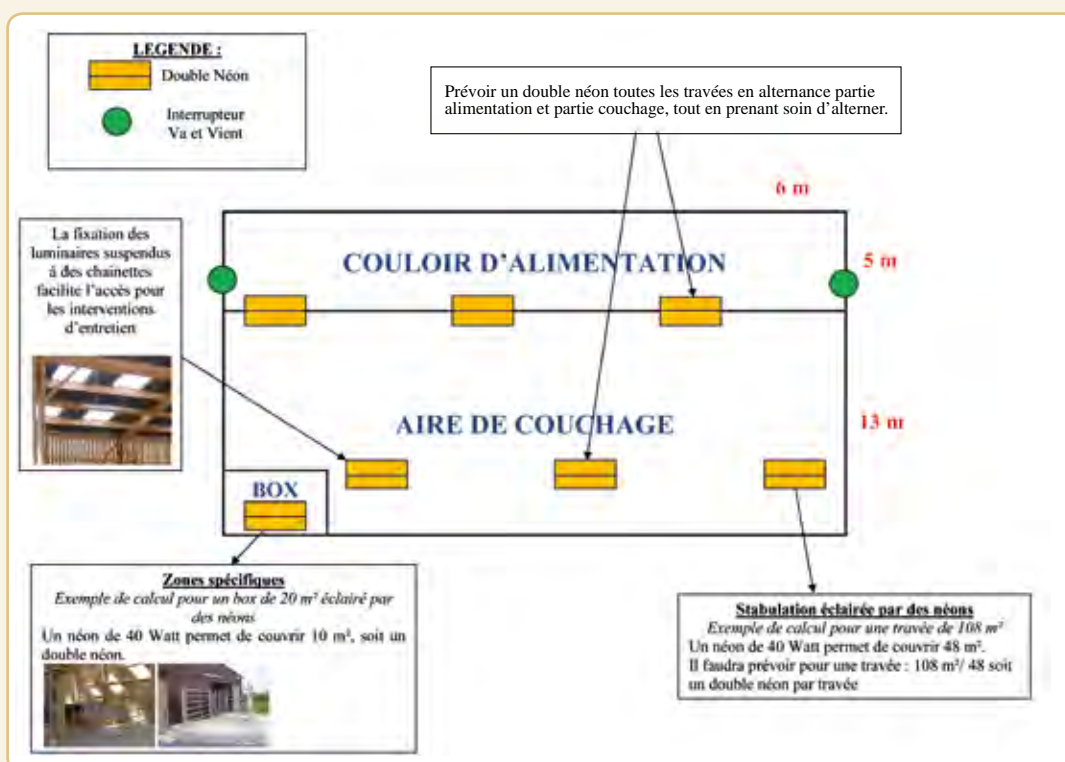 LEGENDE :
Double Néon
Interrupteur
Va et Vient
Prévoir un double néon toutes les travées en alternance partie
alimentation et partie couchage, tout en prenant soin d'alterner.
6 m
La fixation des
luminaires suspendus
à des chainettes
facilite l'accès pour
les interventions
d'entretien
COULOIR D'ALIMENTATION
5 m
AIRE DE COUCHAGE
13 m
BOX
Zones spécifiques
Exemple de calcul pour un box de 20 m² éclairé par
des néons
Un néon de 40 Watt permet de couvrir 10 m², soit un
double néon.
Stabulation éclairée par des néons
Exemple de calcul pour une travée de 108 m²
Un néon de 40 Watt permet de couvrir 48 m².
Il faudra prévoir pour une travée : 108 m²/ 48 soit
un double néon par travée